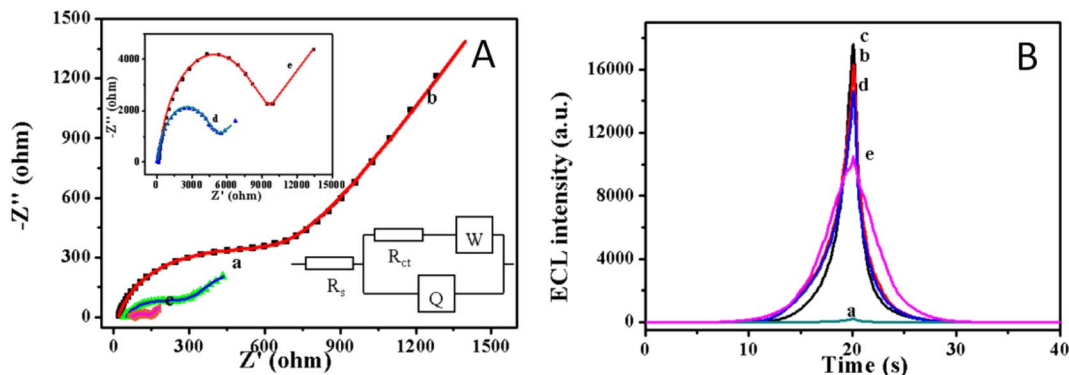 A
1500
1200
900
600
300
0
-Z'' (ohm)
0 300 600 900 1200 1500
Z' (ohm)
4000
2000
0
-Z'' (ohm)
0 3000 6000 9000 12000 15000
Z' (ohm)
e
d
b
a
c
R_s
R_ct
W
Q
B
16000
12000
8000
4000
0
ECL intensity (a.u.)
0 10 20 30 40
Time (s)
c
b
d
e
a